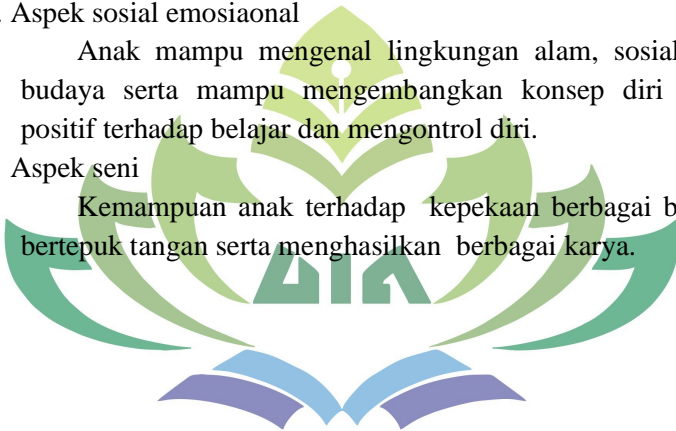 . Aspek sosial emosiaonal
Anak mampu mengenal lingkungan alam, sosial
budaya serta mampu mengembangkan konsep diri
positif terhadap belajar dan mengontrol diri.
Aspek seni
Kemampuan anak terhadap kepekaan berbagai b
bertepuk tangan serta menghasilkan berbagai karya.